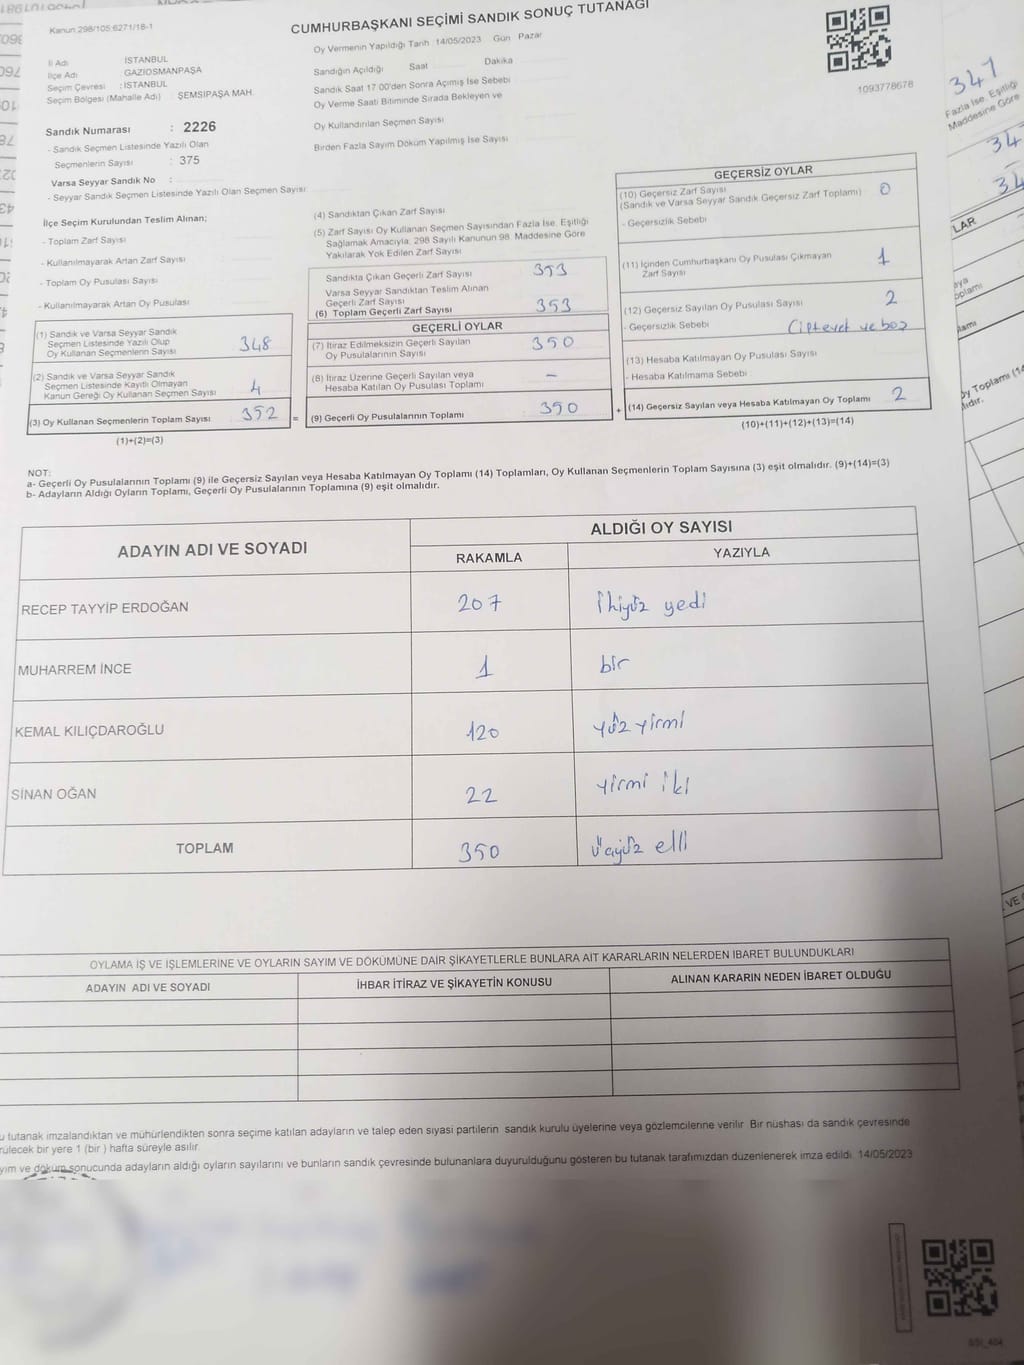 Kanun 298/105 6271/18-1
CUMHURBAŞKANI SEÇİMİ SANDIK SONUÇ TUTANAĞI
Oy Vermenin Yapıldığı Tarih 14/05/2023 Gün Pazar
İl Adı İSTANBUL
İlçe Adı GAZİOSMANPAŞA
Seçim Çevresi : İSTANBUL
Seçim Bölgesi (Mahalle Adı) : ŞEMSİPAŞA MAH.
Sandığın Açıldığı Saat Dakika
Sandık Saat 17 00'den Sonra Açımış İse Sebebi
Oy Verme Saati Bitiminde Sırada Bekleyen ve
Oy Kullandırılan Seçmen Sayısı
Birden Fazla Sayım Döküm Yapılmış İse Sayısı
1093778678
Sandık Numarası : 2226
- Sandık Seçmen Listesinde Yazılı Olan
Seçmenlerin Sayısı : 375
Varsa Seyyar Sandık No :
- Seyyar Sandık Seçmen Listesinde Yazılı Olan Seçmen Sayısı:
İlçe Seçim Kurulundan Teslim Alınan;
- Toplam Zarf Sayısı
- Kullanılmayarak Artan Zarf Sayısı
- Toplam Oy Pusulası Sayısı
- Kullanılmayarak Artan Oy Pusulası
(1) Sandık ve Varsa Seyyar Sandık
Seçmen Listesinde Yazılı Olup
Oy Kullanan Seçmenlerin Sayısı 348
(2) Sandık ve Varsa Seyyar Sandık
Seçmen Listesinde Kayıtlı Olmayan
Kanun Gereği Oy Kullanan Seçmen Sayısı 4
(3) Oy Kullanan Seçmenlerin Toplam Sayısı 352
(1)+(2)=(3)
(4) Sandıktan Çıkan Zarf Sayısı
(5) Zarf Sayısı Oy Kullanan Seçmen Sayısından Fazla İse, Eşitliği
Sağlamak Amacıyla, 298 Sayılı Kanunun 98. Maddesine Göre
Yakılarak Yok Edilen Zarf Sayısı
Sandıkta Çıkan Geçerli Zarf Sayısı 353
Varsa Seyyar Sandıktan Teslim Alınan
Geçerli Zarf Sayısı
(6) Toplam Geçerli Zarf Sayısı 353
GEÇERLİ OYLAR
(7) İtiraz Edilmeksizin Geçerli Sayılan
Oy Pusulalarının Sayısı 350
(8) İtiraz Üzerine Geçerli Sayılan veya
Hesaba Katılan Oy Pusulası Toplamı –
= (9) Geçerli Oy Pusulalarının Toplamı 350
GEÇERSİZ OYLAR
(10) Geçersiz Zarf Sayısı 0
(Sandık ve Varsa Seyyar Sandık Geçersiz Zarf Toplamı)
- Geçersizlik Sebebi
(11) İçinden Cumhurbaşkanı Oy Pusulası Çıkmayan
Zarf Sayısı 1
(12) Geçersiz Sayılan Oy Pusulası Sayısı 2
- Geçersizlik Sebebi ve boş
(13) Hesaba Katılmayan Oy Pusulası Sayısı
- Hesaba Katılmama Sebebi
+ (14) Geçersiz Sayılan veya Hesaba Katılmayan Oy Toplamı 2
(10)+(11)+(12)+(13)=(14)
NOT:
a- Geçerli Oy Pusulalarının Toplamı (9) ile Geçersiz Sayılan veya Hesaba Katılmayan Oy Toplamı (14) Toplamları, Oy Kullanan Seçmenlerin Toplam Sayısına (3) eşit olmalıdır. (9)+(14)=(3)
b- Adayların Aldığı Oyların Toplamı, Geçerli Oy Pusulalarının Toplamına (9) eşit olmalıdır.
ADAYIN ADI VE SOYADI
ALDIĞI OY SAYISI
RAKAMLA YAZIYLA
RECEP TAYYİP ERDOĞAN 207 ikiyüz yedi
MUHARREM İNCE 1 bir
KEMAL KILIÇDAROĞLU 120 yüz yirmi
SİNAN OĞAN 22 yirmi iki
TOPLAM 350 üçyüz elli
OYLAMA İŞ VE İŞLEMLERİNE VE OYLARIN SAYIM VE DÖKÜMÜNE DAİR ŞİKAYETLERLE BUNLARA AİT KARARLARIN NELERDEN İBARET BULUNDUKLARI
ADAYIN ADI VE SOYADI İHBAR İTİRAZ VE ŞİKAYETİN KONUSU ALINAN KARARIN NEDEN İBARET OLDUĞU
u tutanak imzalandıktan ve mühürlendikten sonra seçime katılan adayların ve talep eden siyasi partilerin sandık kurulu üyelerine veya gözlemcilerine verilir Bir nüshası da sandık çevresinde
rülecek bir yere 1 (bir ) hafta süreyle asılır.
yım ve döküm sonucunda adayların aldığı oyların sayılarını ve bunların sandık çevresinde bulunanlara duyurulduğunu gösteren bu tutanak tarafımızdan düzenlenerek imza edildi. 14/05/2023
347
Fazla İse, Eşitliği
Maddesine Göre
34
34
LAR